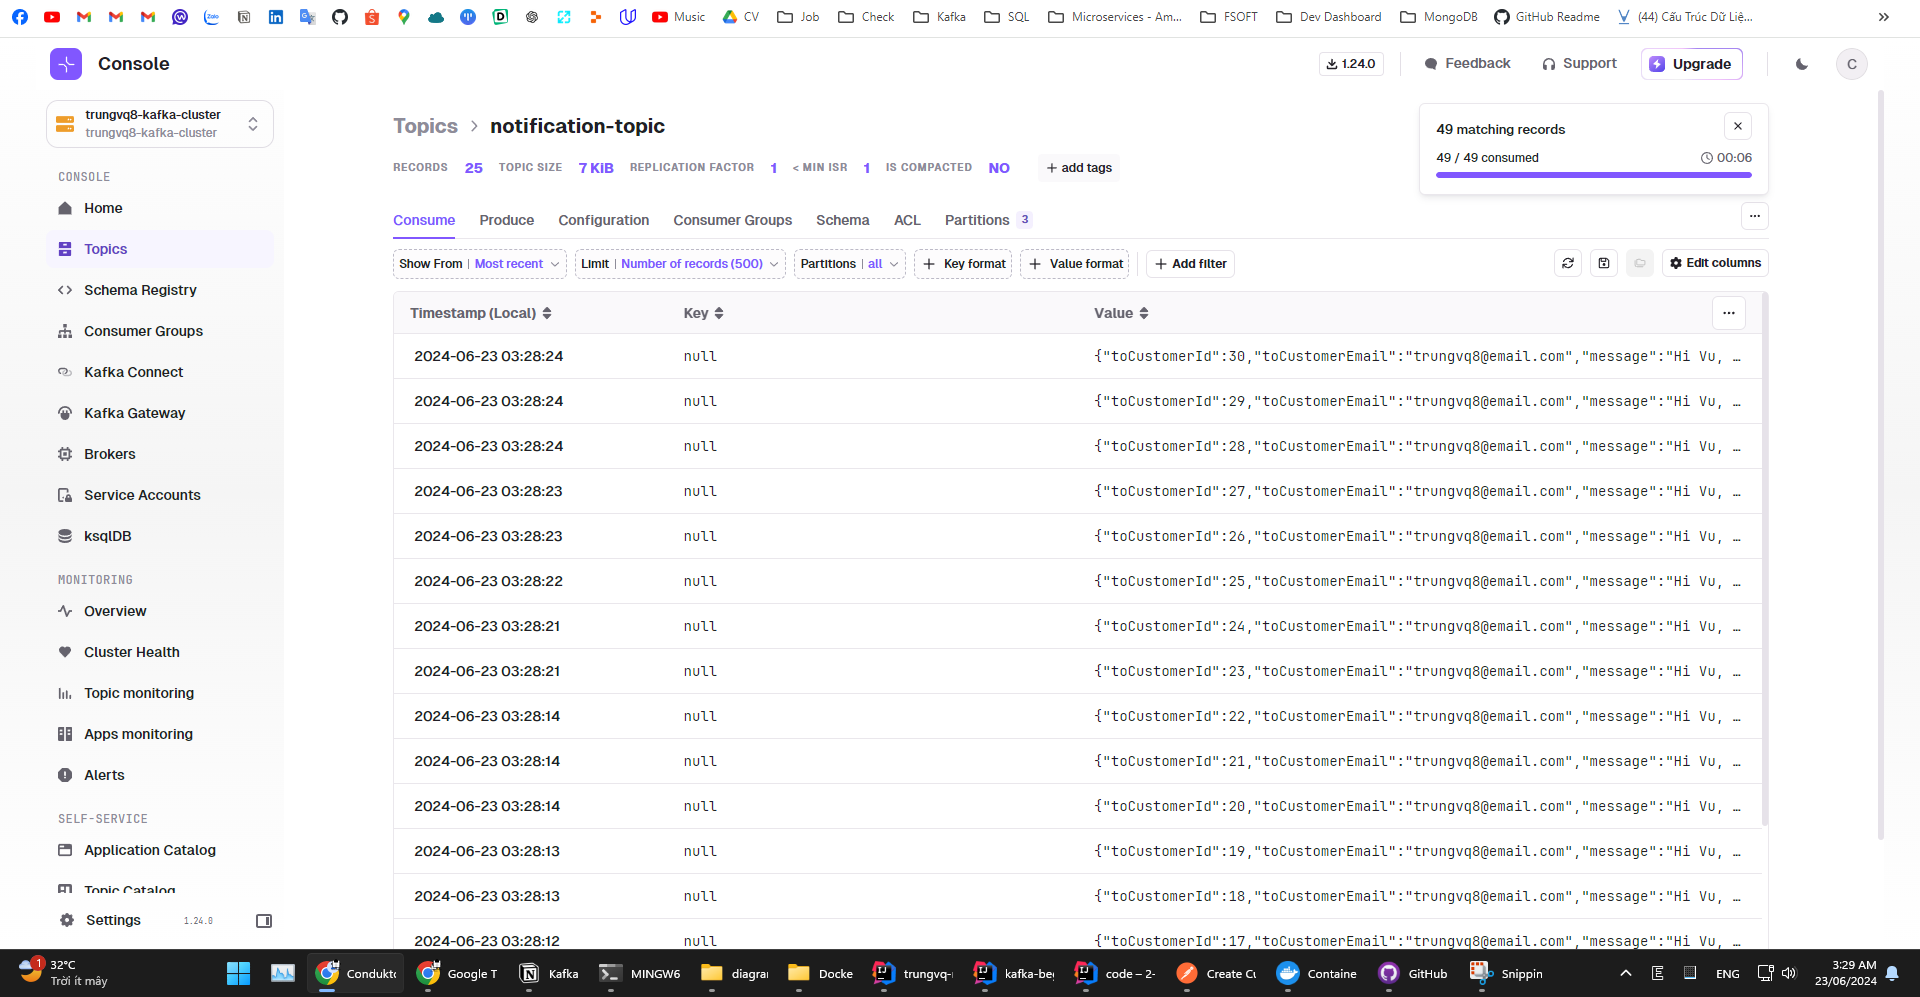 Music CV Job Check Kafka SQL Microservices - Am... FSOFT Dev Dashboard MongoDB GitHub Readme (44) Cấu Trúc Dữ Liệ...
Console
1.24.0 Feedback Support Upgrade C
trungvq8-kafka-cluster
trungvq8-kafka-cluster
CONSOLE
Home
Topics
Schema Registry
Consumer Groups
Kafka Connect
Kafka Gateway
Brokers
Service Accounts
ksqlDB
MONITORING
Overview
Cluster Health
Topic monitoring
Apps monitoring
Alerts
SELF-SERVICE
Application Catalog
Topic Catalog
Settings 1.24.0
Topics > notification-topic
RECORDS 25 TOPIC SIZE 7 KiB REPLICATION FACTOR 1 < MIN ISR 1 IS COMPACTED NO + add tags
49 matching records
49 / 49 consumed 00:06
Consume Produce Configuration Consumer Groups Schema ACL Partitions 3
Show From | Most recent Limit | Number of records (500) Partitions | all + Key format + Value format + Add filter Edit columns
Timestamp (Local) Key Value
2024-06-23 03:28:24 null {"toCustomerId":30,"toCustomerEmail":"trungvq8@email.com","message":"Hi Vu, …
2024-06-23 03:28:24 null {"toCustomerId":29,"toCustomerEmail":"trungvq8@email.com","message":"Hi Vu, …
2024-06-23 03:28:24 null {"toCustomerId":28,"toCustomerEmail":"trungvq8@email.com","message":"Hi Vu, …
2024-06-23 03:28:23 null {"toCustomerId":27,"toCustomerEmail":"trungvq8@email.com","message":"Hi Vu, …
2024-06-23 03:28:23 null {"toCustomerId":26,"toCustomerEmail":"trungvq8@email.com","message":"Hi Vu, …
2024-06-23 03:28:22 null {"toCustomerId":25,"toCustomerEmail":"trungvq8@email.com","message":"Hi Vu, …
2024-06-23 03:28:21 null {"toCustomerId":24,"toCustomerEmail":"trungvq8@email.com","message":"Hi Vu, …
2024-06-23 03:28:21 null {"toCustomerId":23,"toCustomerEmail":"trungvq8@email.com","message":"Hi Vu, …
2024-06-23 03:28:14 null {"toCustomerId":22,"toCustomerEmail":"trungvq8@email.com","message":"Hi Vu, …
2024-06-23 03:28:14 null {"toCustomerId":21,"toCustomerEmail":"trungvq8@email.com","message":"Hi Vu, …
2024-06-23 03:28:14 null {"toCustomerId":20,"toCustomerEmail":"trungvq8@email.com","message":"Hi Vu, …
2024-06-23 03:28:13 null {"toCustomerId":19,"toCustomerEmail":"trungvq8@email.com","message":"Hi Vu, …
2024-06-23 03:28:13 null {"toCustomerId":18,"toCustomerEmail":"trungvq8@email.com","message":"Hi Vu, …
2024-06-23 03:28:12 null {"toCustomerId":17,"toCustomerEmail":"trungvq8@email.com","message":"Hi Vu, …
1 32°C
Trời ít mây
Condukt Google T Kafka MINGW6 diagra Docke trungvq- kafka-be code – 2- Create Cu Containe GitHub Snippin
ENG
3:29 AM
23/06/2024